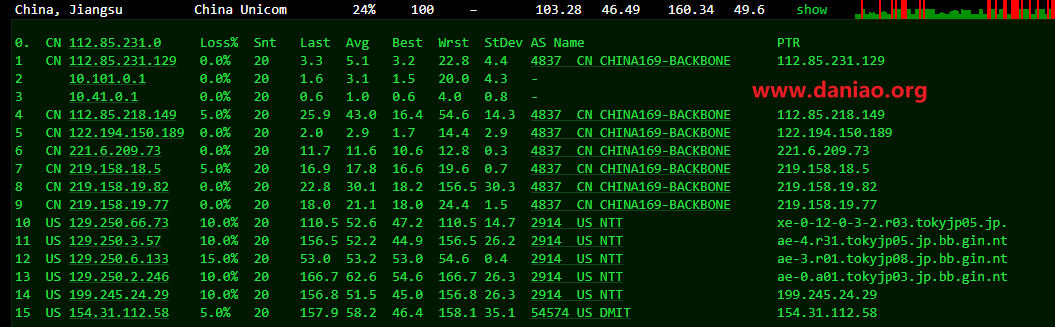 China, Jiangsu China Unicom 24% 100 – 103.28 46.49 160.34 49.6 show
0. CN 112.85.231.0 Loss% Snt Last Avg Best Wrst StDev AS Name PTR
1 CN 112.85.231.129 0.0% 20 3.3 5.1 3.2 22.8 4.4 4837 CN CHINA169-BACKBONE 112.85.231.129
2 10.101.0.1 0.0% 20 1.6 3.1 1.5 20.0 4.3 -
3 10.41.0.1 0.0% 20 0.6 1.0 0.6 4.0 0.8 -
www.daniao.org
4 CN 112.85.218.149 5.0% 20 25.9 43.0 16.4 54.6 14.3 4837 CN CHINA169-BACKBONE 112.85.218.149
5 CN 122.194.150.189 0.0% 20 2.0 2.9 1.7 14.4 2.9 4837 CN CHINA169-BACKBONE 122.194.150.189
6 CN 221.6.209.73 0.0% 20 11.7 11.6 10.6 12.8 0.3 4837 CN CHINA169-BACKBONE 221.6.209.73
7 CN 219.158.18.5 5.0% 20 16.9 17.8 16.6 19.6 0.7 4837 CN CHINA169-BACKBONE 219.158.18.5
8 CN 219.158.19.82 0.0% 20 22.8 30.1 18.2 156.5 30.3 4837 CN CHINA169-BACKBONE 219.158.19.82
9 CN 219.158.19.77 0.0% 20 18.0 21.1 18.0 24.4 1.5 4837 CN CHINA169-BACKBONE 219.158.19.77
10 US 129.250.66.73 10.0% 20 110.5 52.6 47.2 110.5 14.7 2914 US NTT xe-0-12-0-3-2.r03.tokyjp05.jp.
11 US 129.250.3.57 10.0% 20 156.5 52.2 44.9 156.5 26.2 2914 US NTT ae-4.r31.tokyjp05.jp.bb.gin.nt
12 US 129.250.6.133 15.0% 20 53.0 53.2 53.0 54.6 0.4 2914 US NTT ae-3.r01.tokyjp08.jp.bb.gin.nt
13 US 129.250.2.246 10.0% 20 166.7 62.6 54.6 166.7 26.3 2914 US NTT ae-0.a01.tokyjp03.jp.bb.gin.nt
14 US 199.245.24.29 10.0% 20 156.8 51.5 45.0 156.8 26.3 2914 US NTT 199.245.24.29
15 US 154.31.112.58 5.0% 20 157.9 58.2 46.4 158.1 35.1 54574 US DMIT 154.31.112.58